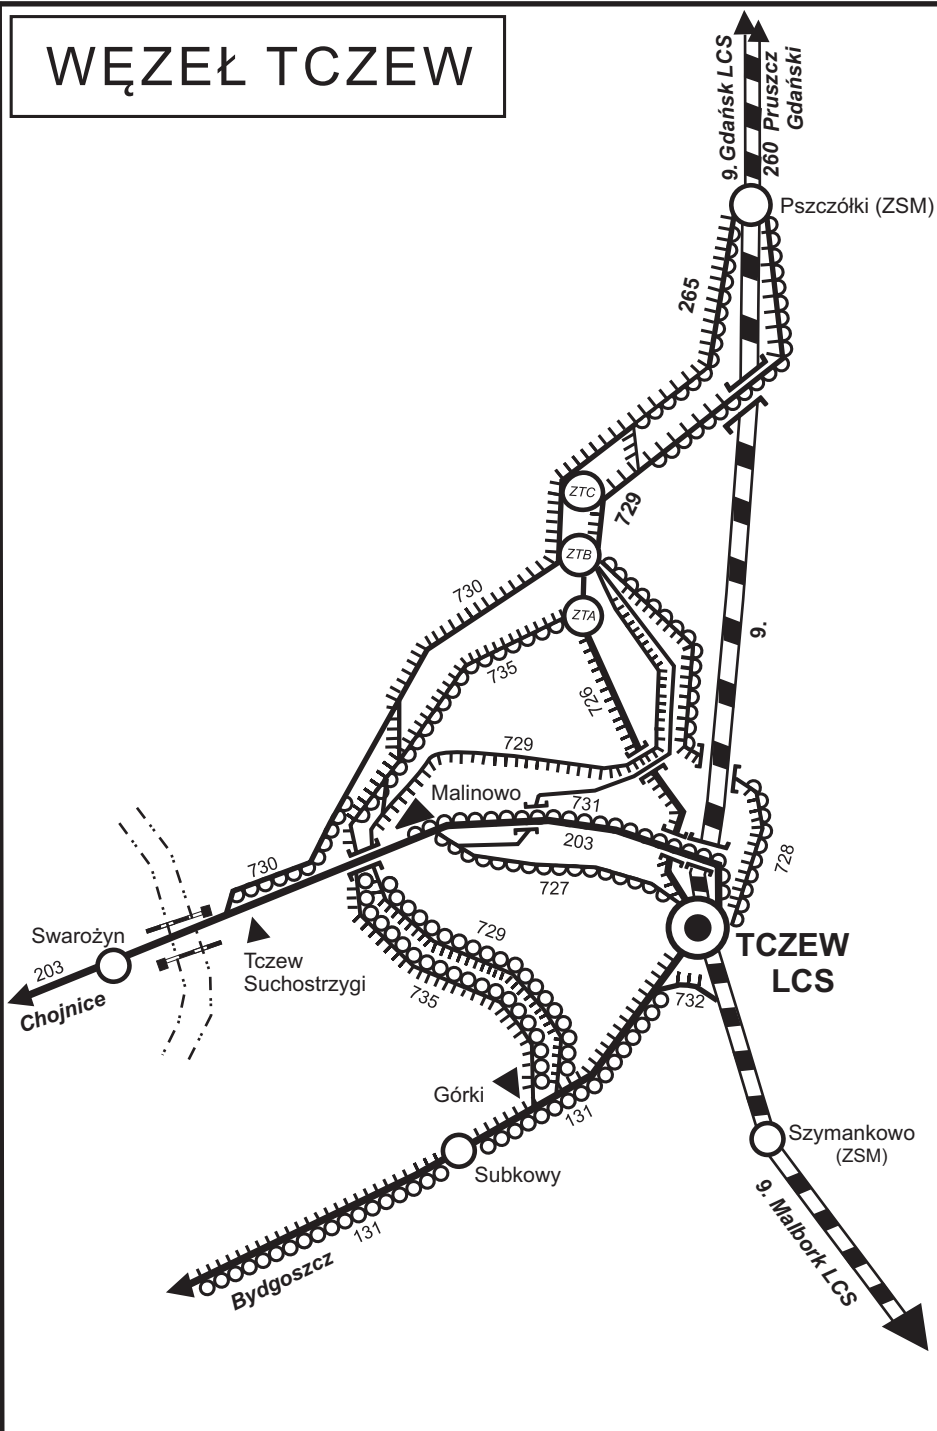 WĘZEŁ TCZEW
9. Gdańsk LCS
260 Pruszcz
Gdański
Pszczółki (ZSM)
265
ZTC
729
ZTB
730
ZTA
735
726
9.
729
Malinowo
731
203
728
730
727
Swarożyn
203
Chojnice
Tczew
Suchostrzygi
729
735
TCZEW
LCS
732
Górki
131
Szymankowo
(ZSM)
Subkowy
9. Malbork LCS
131
Bydgoszcz